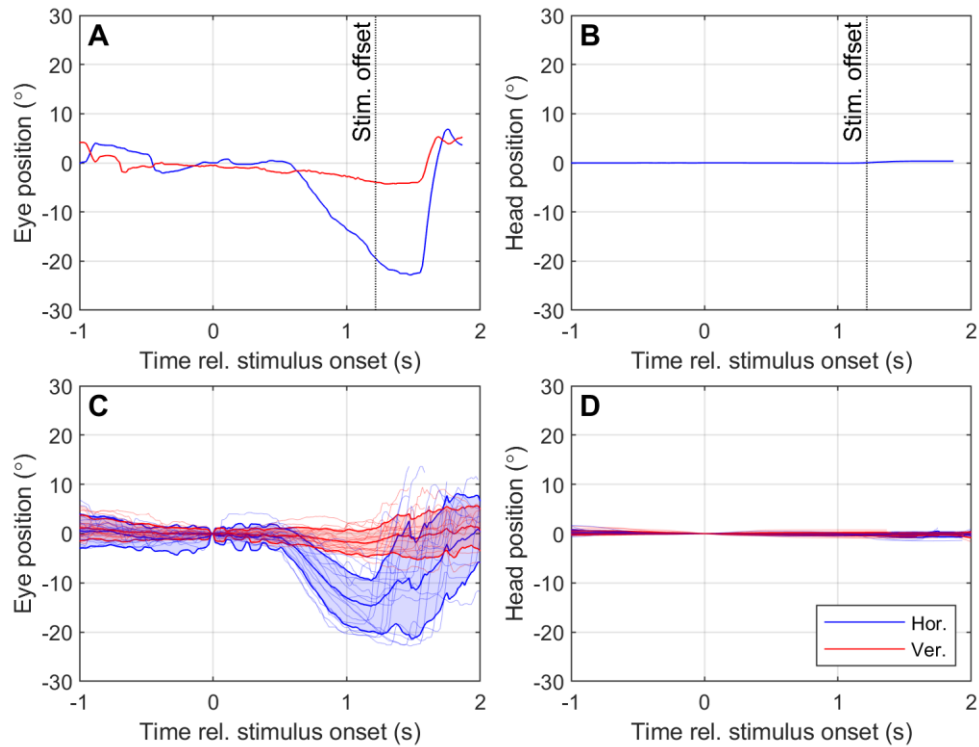 A
30
20
10
0
-10
-20
-30
Eye position (°)
Stim. offset
-1
0
1
2
Time rel. stimulus onset (s)
B
30
20
10
0
-10
-20
-30
Head position (°)
Stim. offset
-1
0
1
2
Time rel. stimulus onset (s)
C
30
20
10
0
-10
-20
-30
Eye position (°)
-1
0
1
2
Time rel. stimulus onset (s)
D
30
20
10
0
-10
-20
-30
Head position (°)
Hor.
Ver.
-1
0
1
2
Time rel. stimulus onset (s)